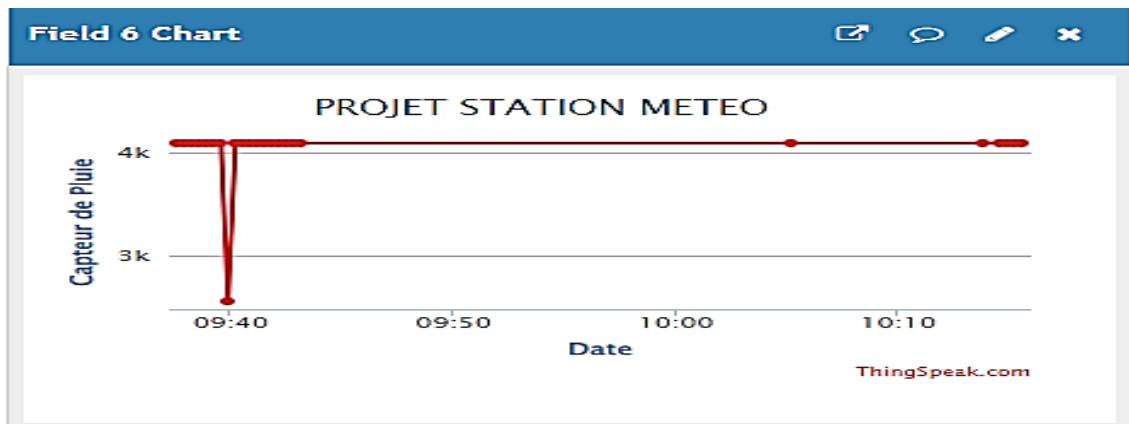 Field 6 Chart
PROJET STATION METEO
Capteur de Pluie
4k
3k
09:40 09:50 10:00 10:10
Date
ThingSpeak.com